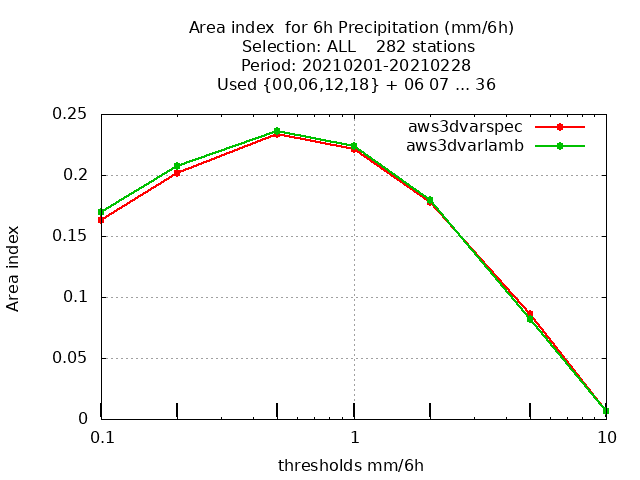 Area index  for 6h Precipitation (mm/6h)
Selection: ALL    282 stations
Period: 20210201-20210228
Used {00,06,12,18} + 06 07 ... 36
aws3dvarspec
aws3dvarlamb
0.25
0.2
0.15
0.1
0.05
0
Area index
0.1
1
10
thresholds mm/6h